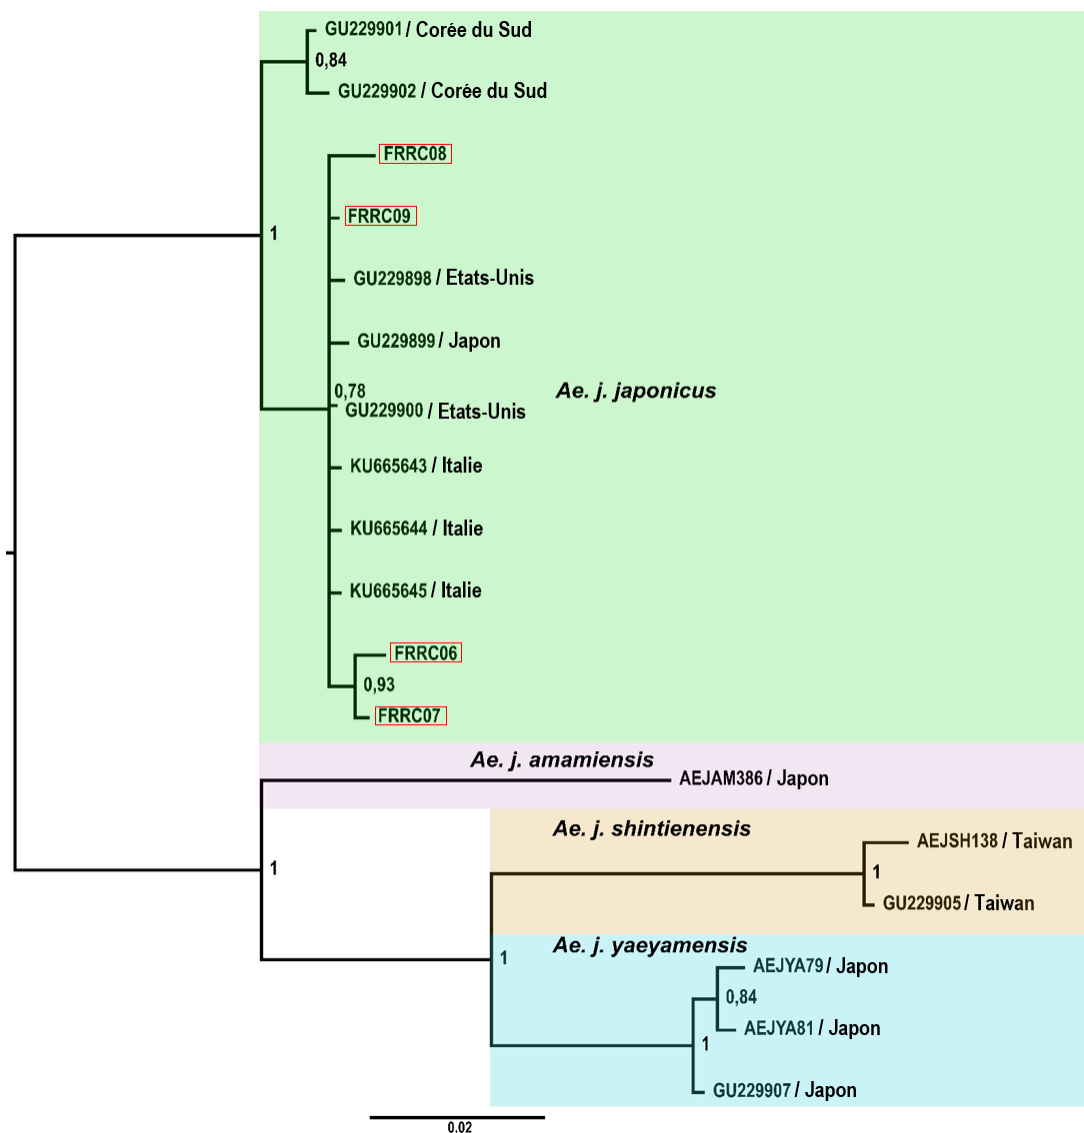 GU229901 / Corée du Sud
0,84
GU229902 / Corée du Sud
FRRC08
FRRC09
1
GU229898 / Etats-Unis
GU229899 / Japon
0,78
Ae. j. japonicus
GU229900 / Etats-Unis
KU665643 / Italie
KU665644 / Italie
KU665645 / Italie
FRRC06
0,93
FRRC07
Ae. j. amamiensis
AEJAM386 / Japon
Ae. j. shintienensis
AEJSH138 / Taiwan
1
1
GU229905 / Taiwan
Ae. j. yaeyamensis
1
AEJYA79 / Japon
0,84
AEJYA81 / Japon
1
GU229907 / Japon
0.02